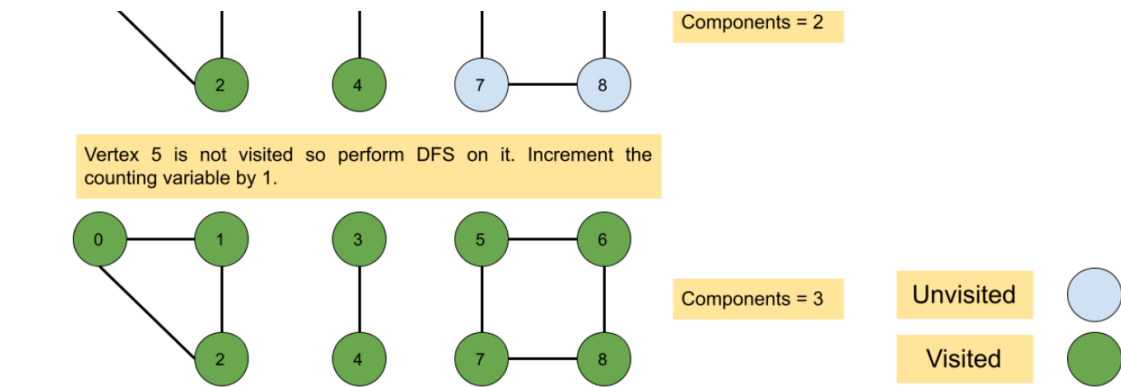 Components = 2
2 4 7 8
Vertex 5 is not visited so perform DFS on it. Increment the
counting variable by 1.
0 1 3 5 6
Components = 3
Unvisited
2 4 7 8
Visited